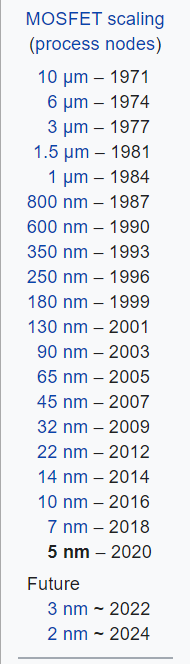 MOSFET scaling
(process nodes)
10 μm – 1971
6 μm – 1974
3 μm – 1977
1.5 μm – 1981
1 μm – 1984
800 nm – 1987
600 nm – 1990
350 nm – 1993
250 nm – 1996
180 nm – 1999
130 nm – 2001
90 nm – 2003
65 nm – 2005
45 nm – 2007
32 nm – 2009
22 nm – 2012
14 nm – 2014
10 nm – 2016
7 nm – 2018
5 nm – 2020
Future
3 nm ~ 2022
2 nm ~ 2024